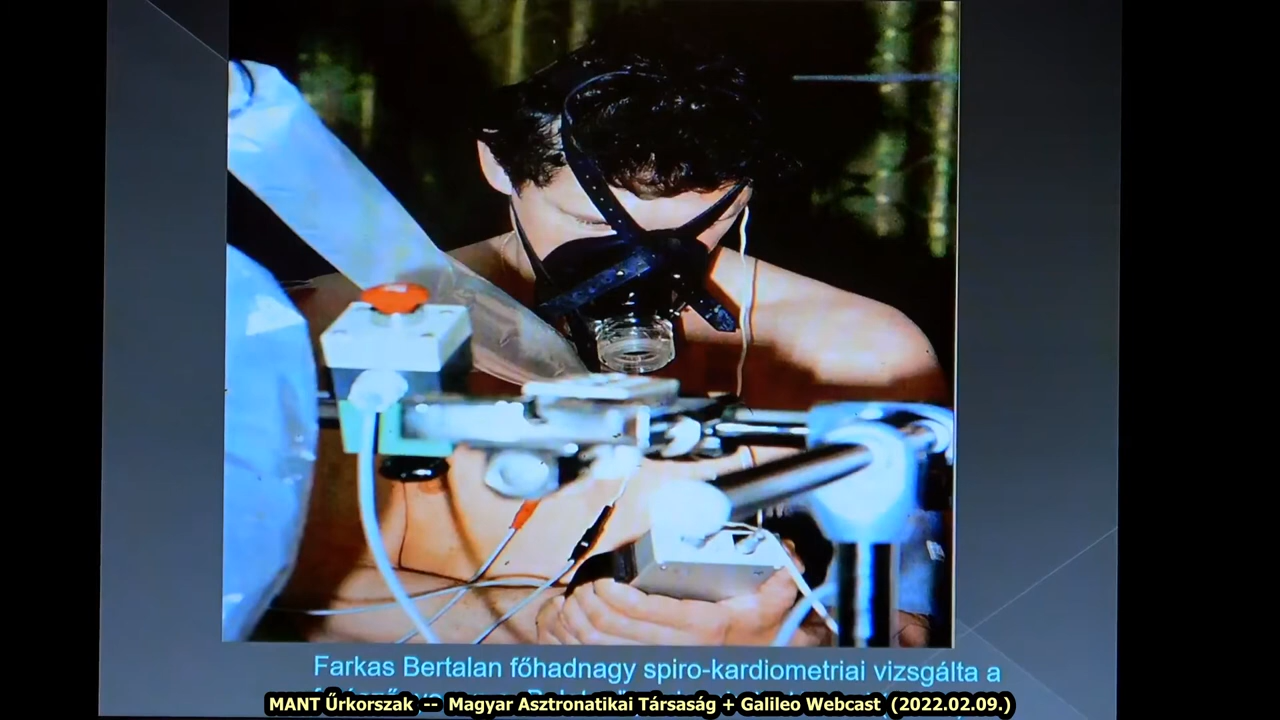 Farkas Bertalan főhadnagy spiro-kardiometriai vizsgálta a
MANT Űrkorszak -- Magyar Asztronatikai Társaság + Galileo Webcast (2022.02.09.)